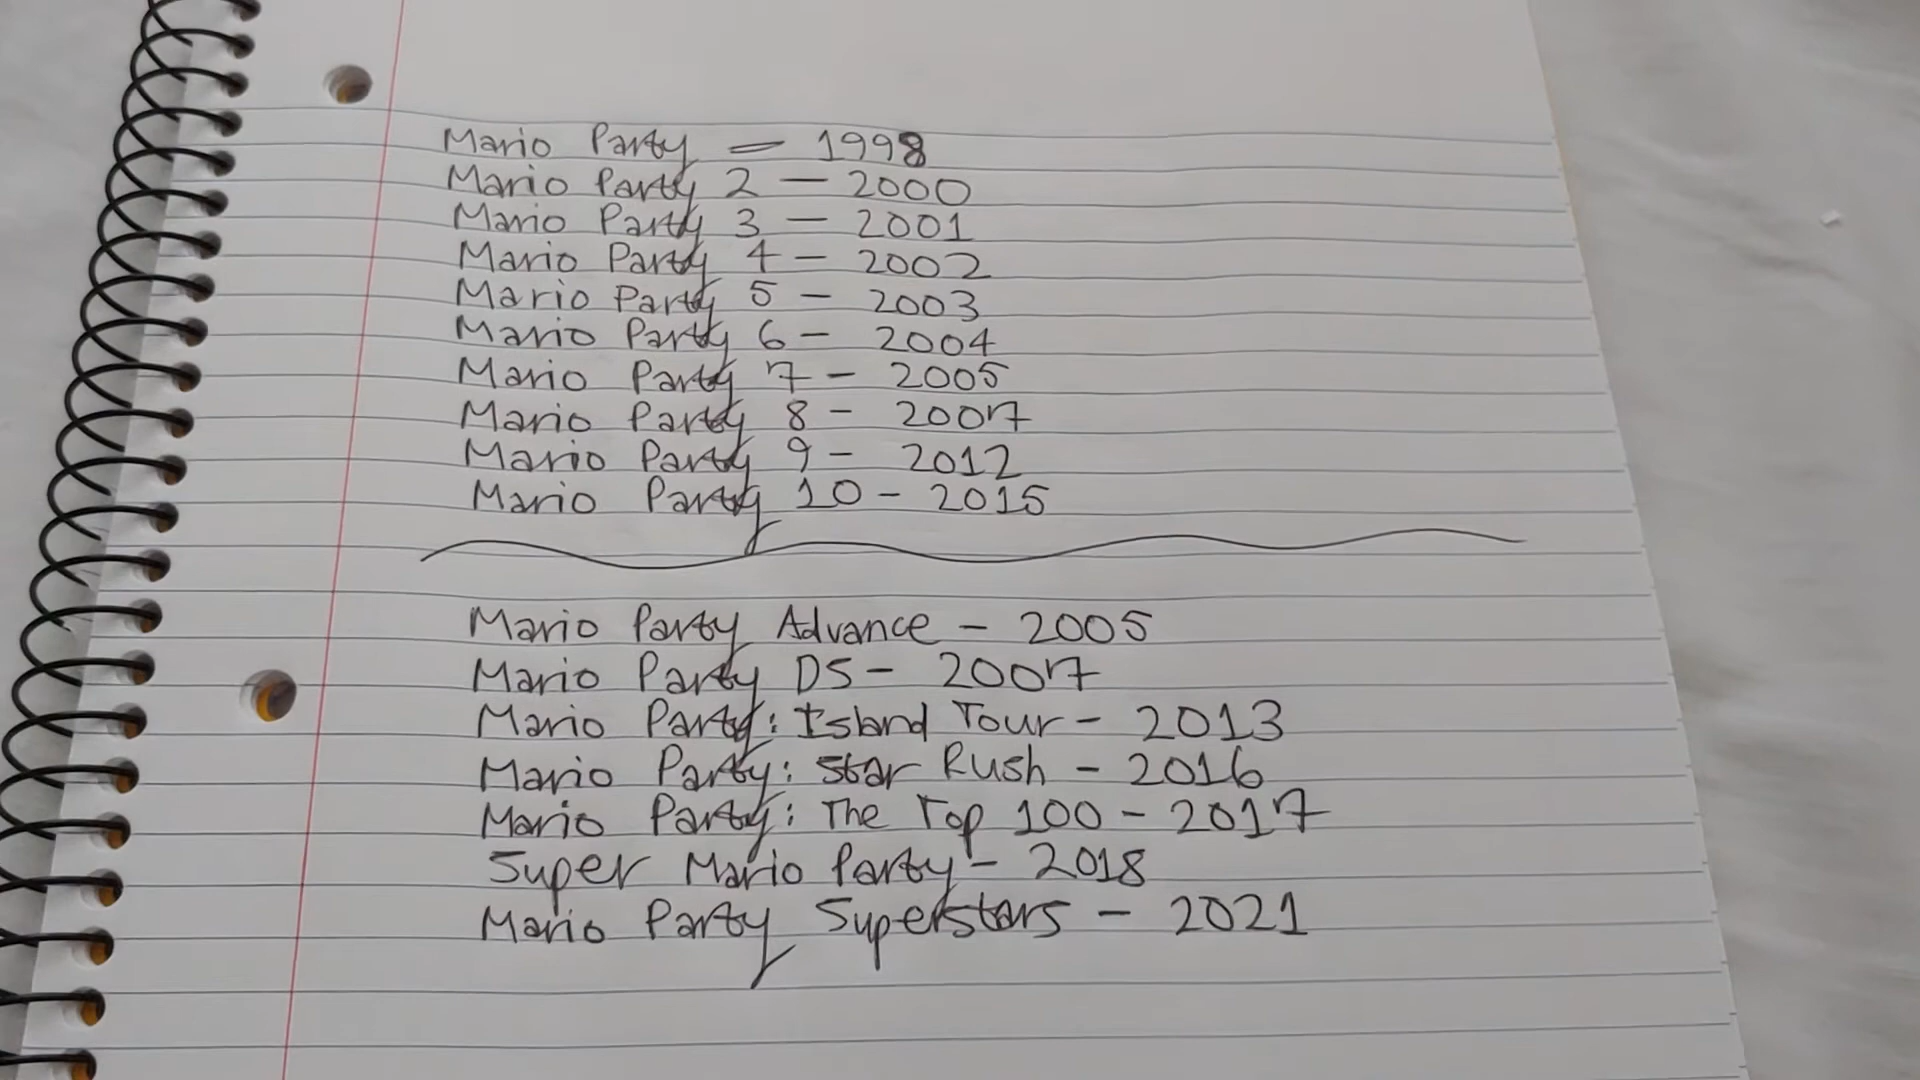 Mario Party - 1998
Mario Party 2 - 2000
Mario Party 3 - 2001
Mario Party 4 - 2002
Mario Party 5 - 2003
Mario Party 6 - 2004
Mario Party 7 - 2005
Mario Party 8 - 2007
Mario Party 9 - 2012
Mario Party 10 - 2015
Mario Party Advance - 2005
Mario Party DS - 2007
Mario Party: Island Tour - 2013
Mario Party: Star Rush - 2016
Mario Party: The Top 100 - 2017
Super Mario Party - 2018
Mario Party Superstars - 2021